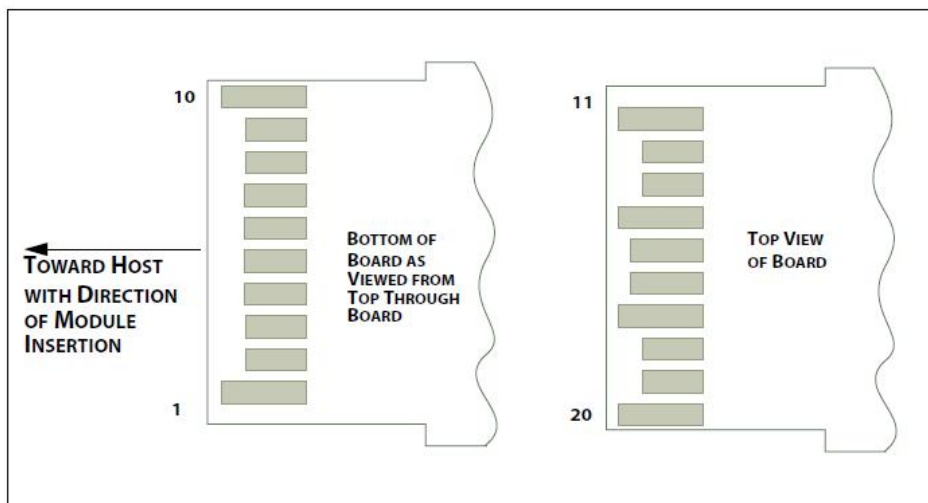 10
1
TOWARD HOST
WITH DIRECTION
OF MODULE
INSERTION
BOTTOM OF
BOARD AS
VIEWED FROM
TOP THROUGH
BOARD
11
20
TOP VIEW
OF BOARD